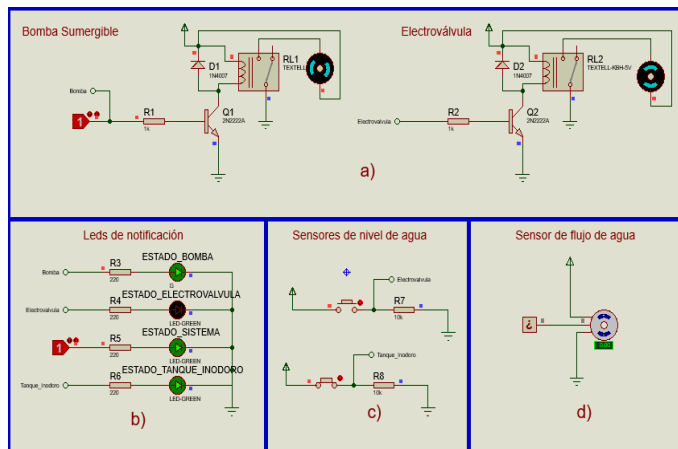 Bomba Sumergible
D1
1N4007
RL1
TEXTELL
Bomba
1
R1
1k
Q1
2N2222A
Electroválvula
D2
1N4007
RL2
TEXTELL-KBH-5V
Electrovalvula
R2
1k
Q2
2N2222A
a)
Leds de notificación
ESTADO_BOMBA
Bomba
R3
220
G
ESTADO_ELECTROVALVULA
Electrovalvula
R4
220
LED-GREEN
ESTADO_SISTEMA
1
R5
220
LED-GREEN
ESTADO_TANQUE_INODORO
Tanque_Inodoro
R6
220
LED-GREEN
b)
Sensores de nivel de agua
Electrovalvula
R7
10k
Tanque_Inodoro
R8
10k
c)
Sensor de flujo de agua
¿
d)